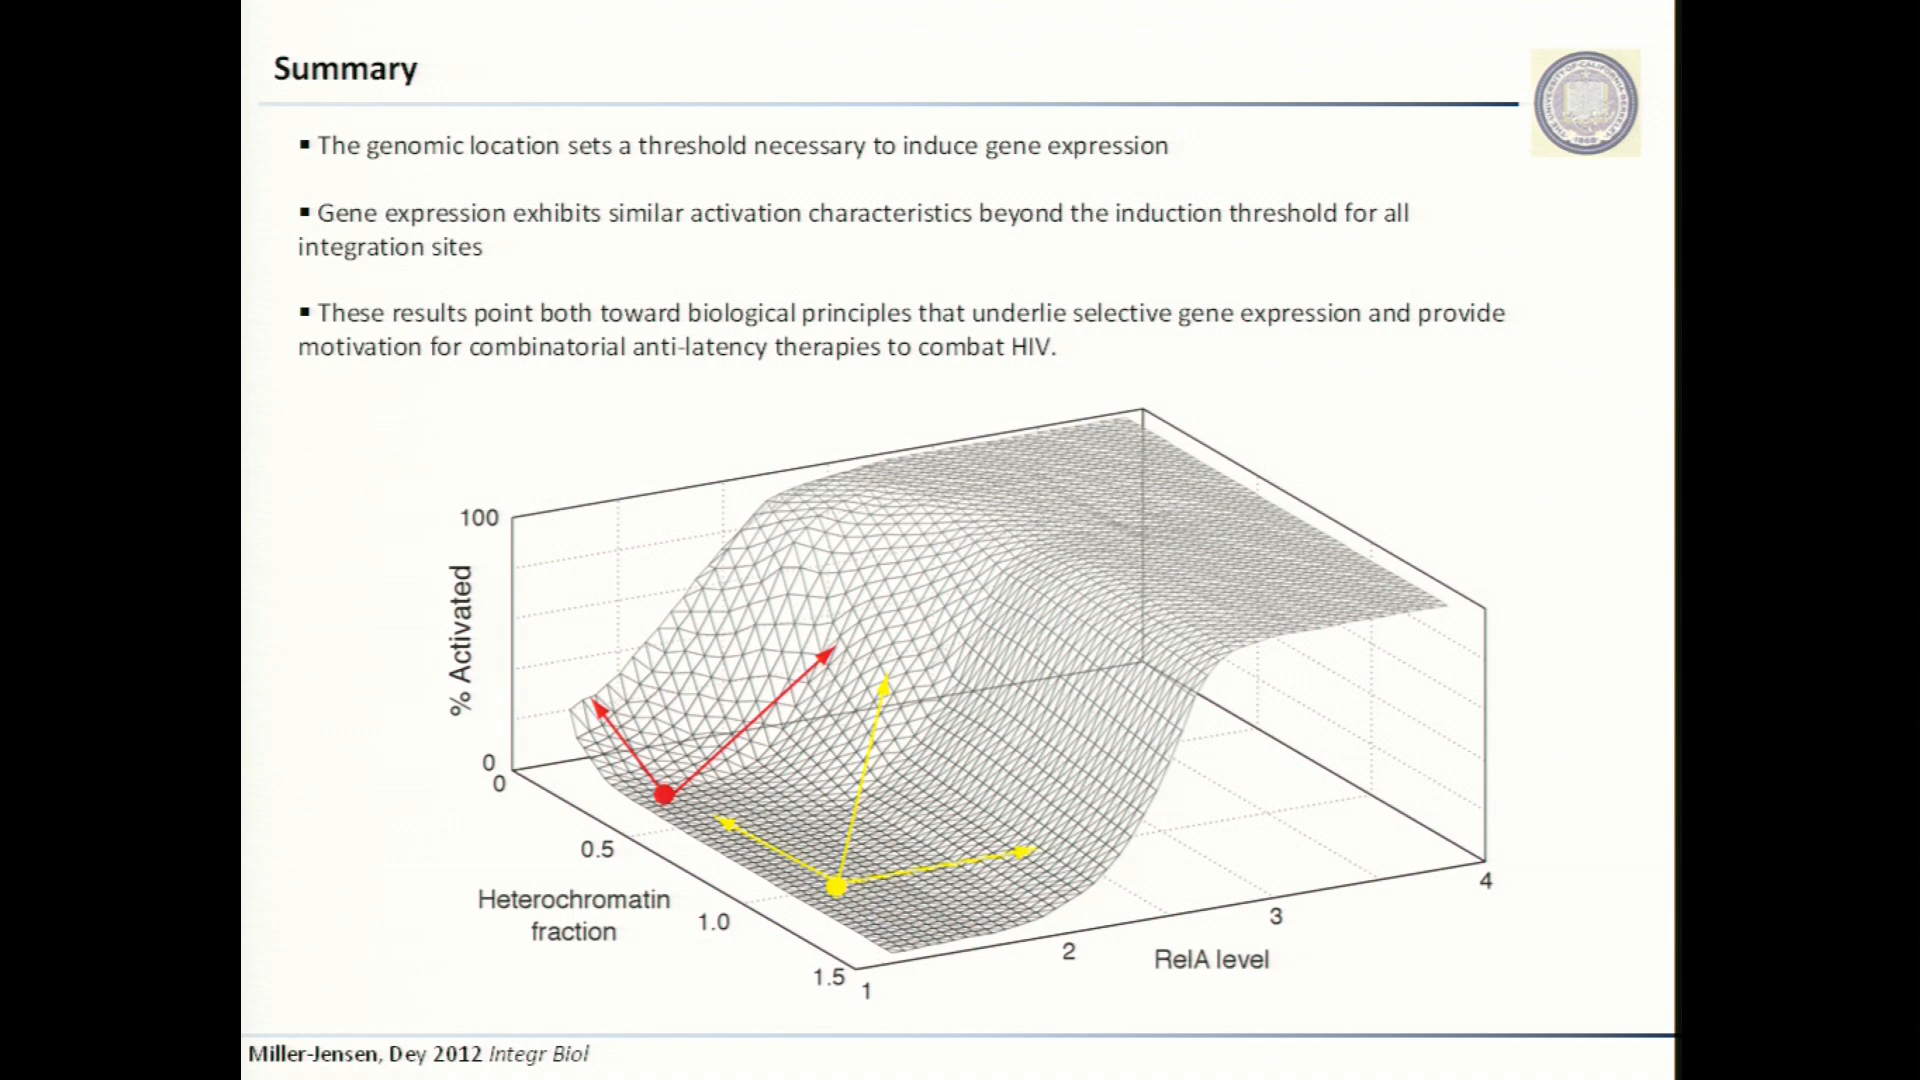 Summary
▪ The genomic location sets a threshold necessary to induce gene expression
▪ Gene expression exhibits similar activation characteristics beyond the induction threshold for all
integration sites
▪ These results point both toward biological principles that underlie selective gene expression and provide
motivation for combinatorial anti-latency therapies to combat HIV.
100
% Activated
0
0
0.5
Heterochromatin
fraction
1.0
1.5
1
2
RelA level
3
4
Miller-Jensen, Dey 2012 Integr Biol